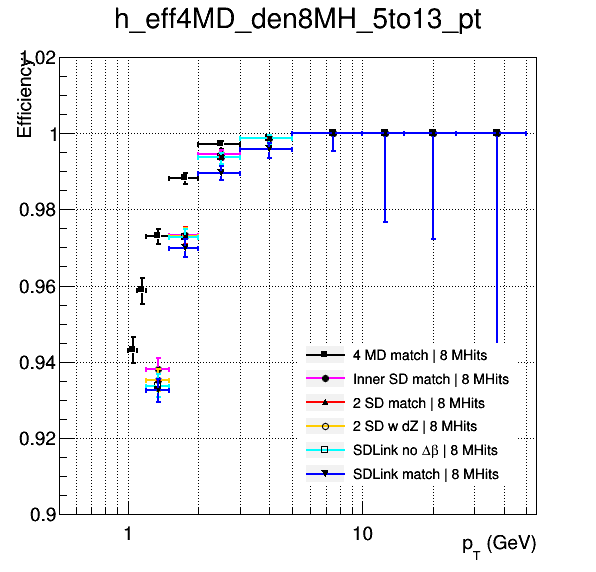 h_eff4MD_den8MH_5to13_pt
Efficiency
1.02
1
0.98
0.96
0.94
0.92
0.9
4 MD match | 8 MHits
Inner SD match | 8 MHits
2 SD match | 8 MHits
2 SD w dZ | 8 MHits
SDLink no Δβ | 8 MHits
SDLink match | 8 MHits
1
10
p_T (GeV)